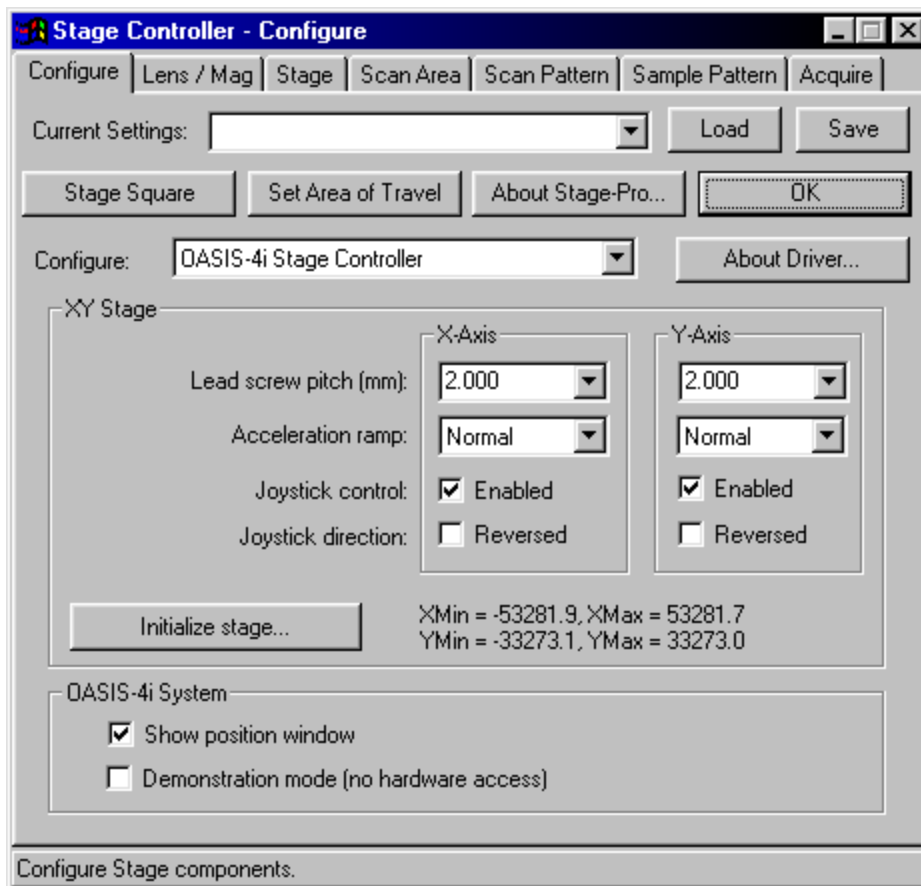 Stage Controller - Configure
Configure Lens / Mag Stage Scan Area Scan Pattern Sample Pattern Acquire
Current Settings: Load Save
Stage Square Set Area of Travel About Stage-Pro... OK
Configure: OASIS-4i Stage Controller About Driver...
XY Stage
X-Axis Y-Axis
Lead screw pitch (mm): 2.000 2.000
Acceleration ramp: Normal Normal
Joystick control: Enabled Enabled
Joystick direction: Reversed Reversed
Initialize stage... XMin = -53281.9, XMax = 53281.7
YMin = -33273.1, YMax = 33273.0
OASIS-4i System
Show position window
Demonstration mode (no hardware access)
Configure Stage components.